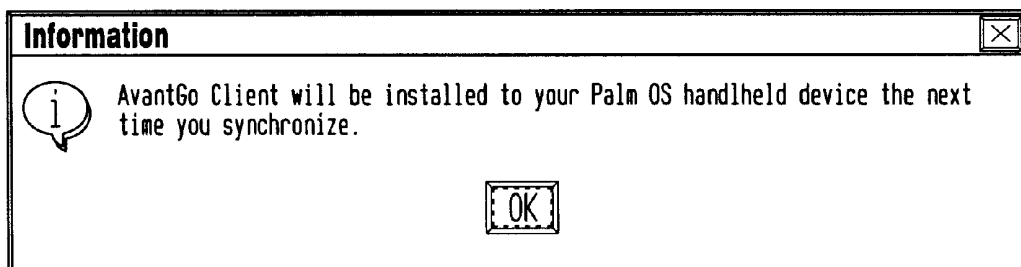 Information
AvantGo Client will be installed to your Palm OS handlheld device the next
time you synchronize.
OK